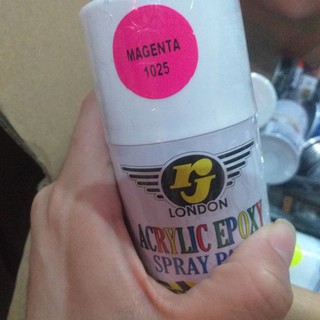 MAGENTA
1025
rj
LONDON
ACRYLIC EPOXY
SPRAY